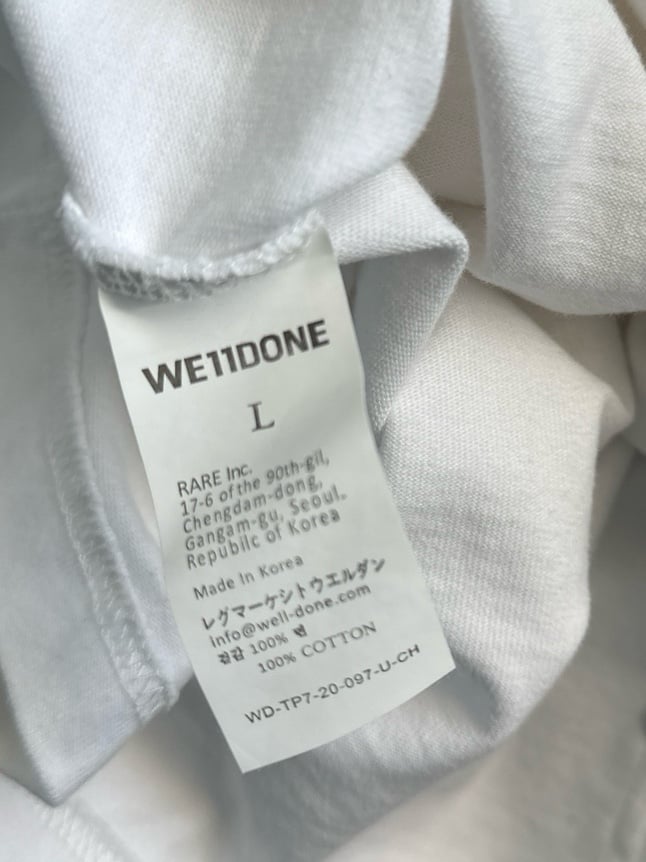 WE11DONE
L
RARE Inc.
17-6 of the 90th-gil,
Chengdam-dong,
Gangam-gu, Seoul.
Republic of Korea
Made In Korea
レグマーケシトウエルダン
info@well-done.com
겉감 100% 면
100% COTTON
WD-TP7-20-097-U-CH